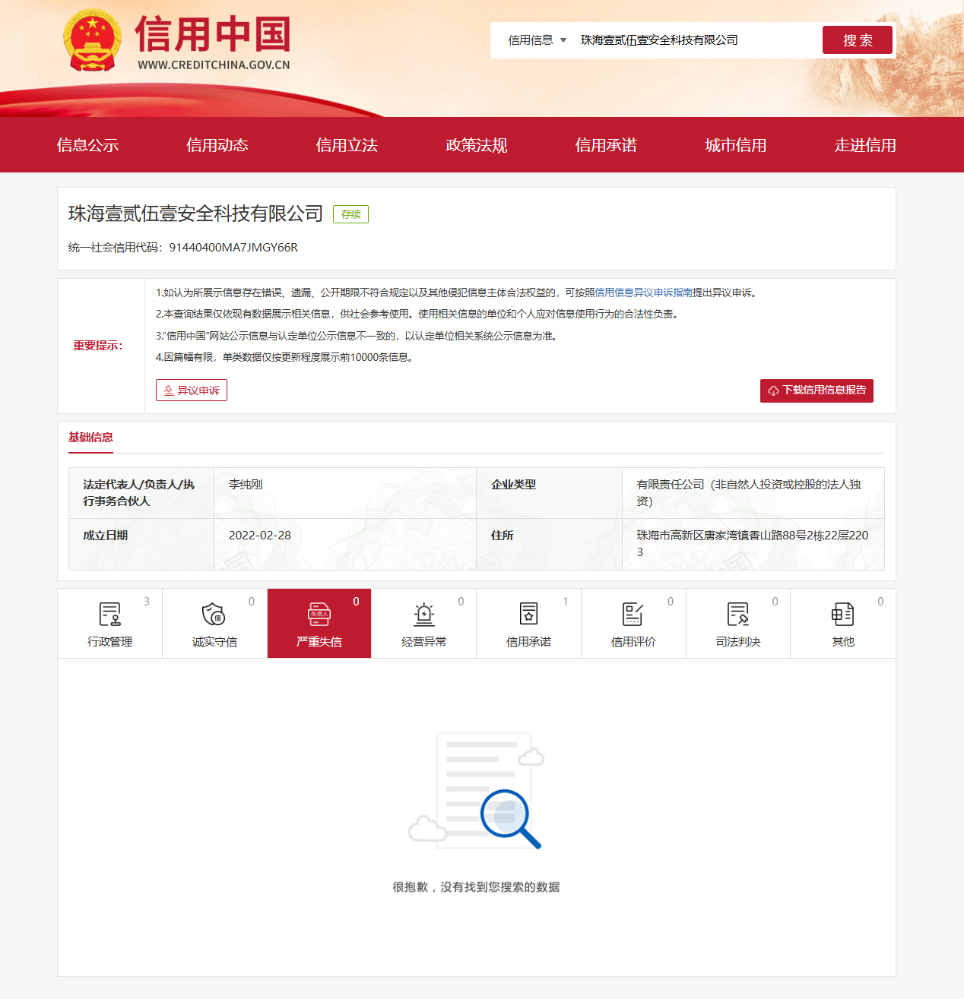 信用中国
WWW.CREDITCHINA.GOV.CN
信用信息 珠海壹贰伍壹安全科技有限公司 搜 索
信息公示 信用动态 信用立法 政策法规 信用承诺 城市信用 走进信用
珠海壹贰伍壹安全科技有限公司 存续
统一社会信用代码：91440400MA7JMGY66R
重要提示：
1.如认为所展示信息存在错误、遗漏、公开期限不符合规定以及其他侵犯信息主体合法权益的，可按照信用信息异议申诉指南提出异议申诉。
2.本查询结果仅依现有数据展示相关信息，供社会参考使用。使用相关信息的单位和个人应对信息使用行为的合法性负责。
3.“信用中国”网站公示信息与认定单位公示信息不一致的，以认定单位相关系统公示信息为准。
4.因篇幅有限，单类数据仅按更新程度展示前10000条信息。
异议申诉 下载信用信息报告
基础信息
法定代表人/负责人/执
行事务合伙人
李纯刚
企业类型
有限责任公司（非自然人投资或控股的法人独
资）
成立日期
2022-02-28
住所
珠海市高新区唐家湾镇香山路88号2栋22层220
3
3 0 0 0 1 0 0 0
失信人 信
行政管理 诚实守信 严重失信 经营异常 信用承诺 信用评价 司法判决 其他
很抱歉，没有找到您搜索的数据